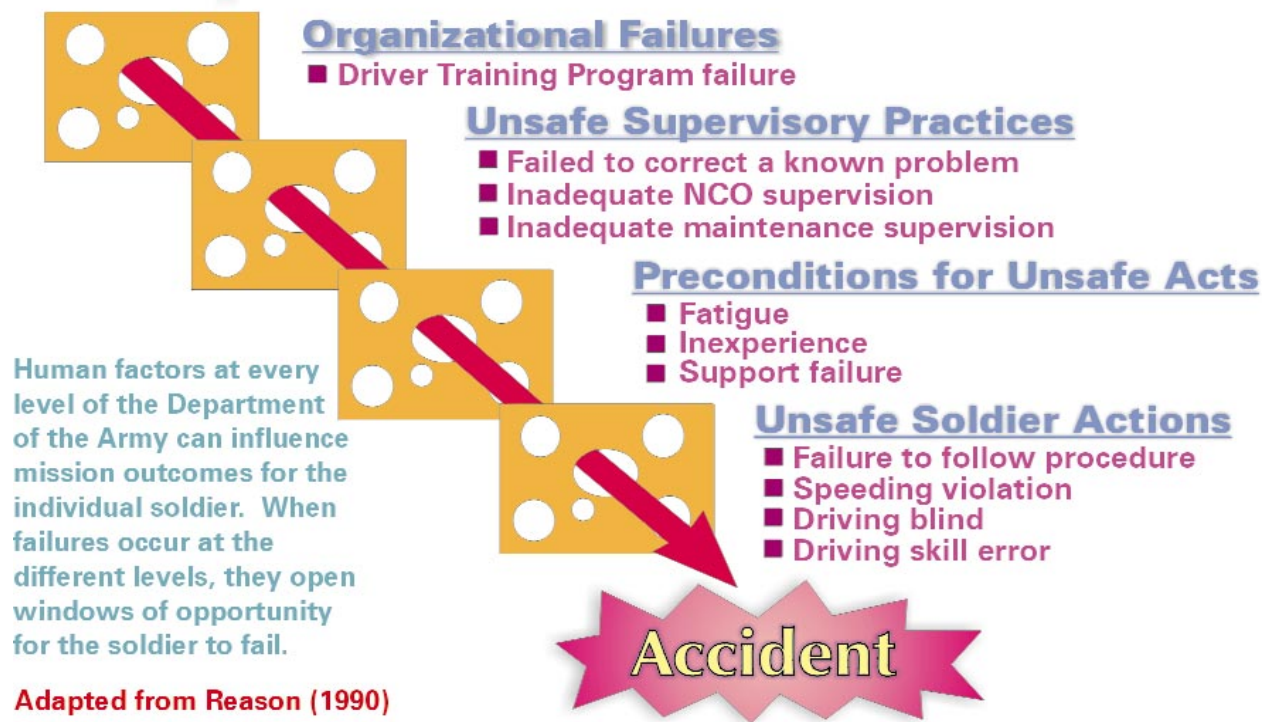 Organizational Failures
Driver Training Program failure
Unsafe Supervisory Practices
Failed to correct a known problem
Inadequate NCO supervision
Inadequate maintenance supervision
Preconditions for Unsafe Acts
Fatigue
Inexperience
Support failure
Unsafe Soldier Actions
Failure to follow procedure
Speeding violation
Driving blind
Driving skill error
Human factors at every
level of the Department
of the Army can influence
mission outcomes for the
individual soldier. When
failures occur at the
different levels, they open
windows of opportunity
for the soldier to fail.
Adapted from Reason (1990)
Accident